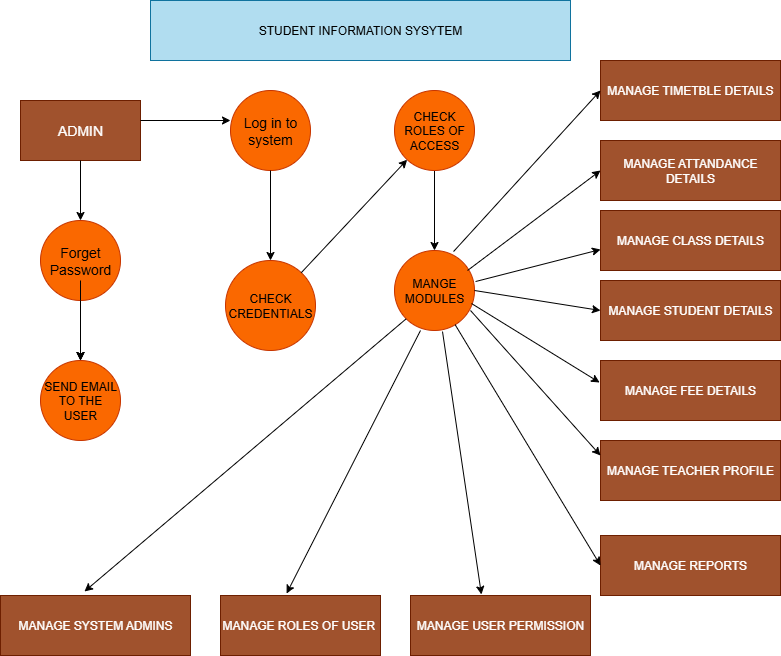 STUDENT INFORMATION SYSYTEM
ADMIN
Log in to
system
CHECK
ROLES OF
ACCESS
MANAGE TIMETBLE DETAILS
MANAGE ATTANDANCE
DETAILS
MANAGE CLASS DETAILS
Forget
Password
CHECK
CREDENTIALS
MANGE
MODULES
MANAGE STUDENT DETAILS
SEND EMAIL
TO THE
USER
MANAGE FEE DETAILS
MANAGE TEACHER PROFILE
MANAGE REPORTS
MANAGE SYSTEM ADMINS
MANAGE ROLES OF USER
MANAGE USER PERMISSION